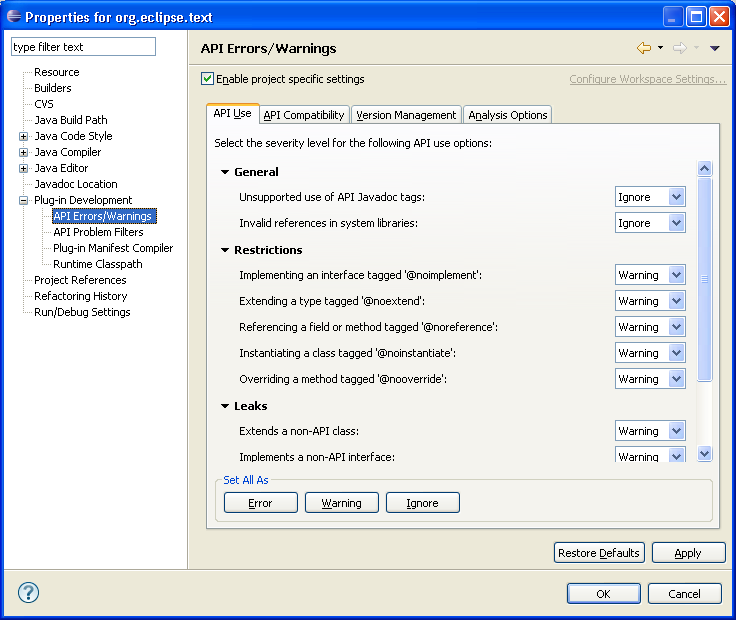 Properties for org.eclipse.text
type filter text
Resource
Builders
CVS
Java Build Path
Java Code Style
Java Compiler
Java Editor
Javadoc Location
Plug-in Development
API Errors/Warnings
API Problem Filters
Plug-in Manifest Compiler
Runtime Classpath
Project References
Refactoring History
Run/Debug Settings
API Errors/Warnings
Enable project specific settings
Configure Workspace Settings...
API Use API Compatibility Version Management Analysis Options
Select the severity level for the following API use options:
General
Unsupported use of API Javadoc tags: Ignore
Invalid references in system libraries: Ignore
Restrictions
Implementing an interface tagged '@noimplement': Warning
Extending a type tagged '@noextend': Warning
Referencing a field or method tagged '@noreference': Warning
Instantiating a class tagged '@noinstantiate': Warning
Overriding a method tagged '@nooverride': Warning
Leaks
Extends a non-API class: Warning
Implements a non-API interface: Warning
Set All As
Error Warning Ignore
Restore Defaults Apply
? OK Cancel